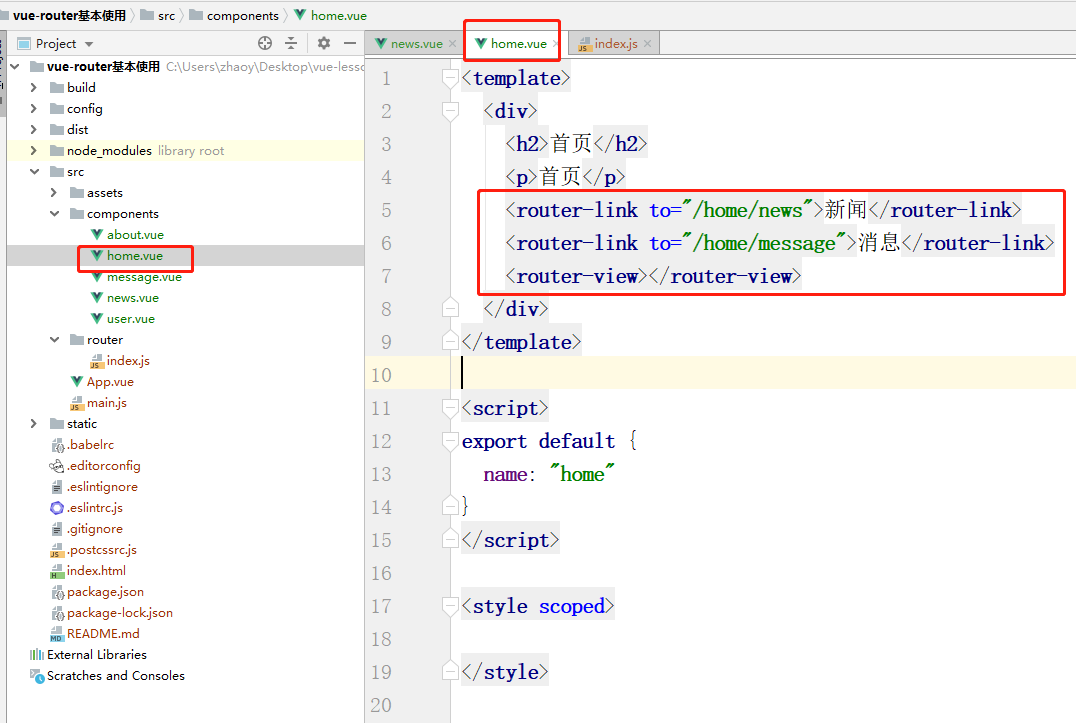 vue-router基本使用 src components home.vue
Project
news.vue home.vue index.js
vue-router基本使用 C:\Users\zhaoy\Desktop\vue-lesso
build
config
dist
node_modules library root
src
assets
components
about.vue
home.vue
message.vue
news.vue
user.vue
router
index.js
App.vue
main.js
static
.babelrc
.editorconfig
.eslintignore
.eslintrc.js
.gitignore
.postcssrc.js
index.html
package.json
package-lock.json
README.md
External Libraries
Scratches and Consoles
1 <template>
2 <div>
3 <h2>首页</h2>
4 <p>首页</p>
5 <router-link to="/home/news">新闻</router-link>
6 <router-link to="/home/message">消息</router-link>
7 <router-view></router-view>
8 </div>
9 </template>
10
11 <script>
12 export default {
13 name: "home"
14 }
15 </script>
16
17 <style scoped>
18
19 </style>
20